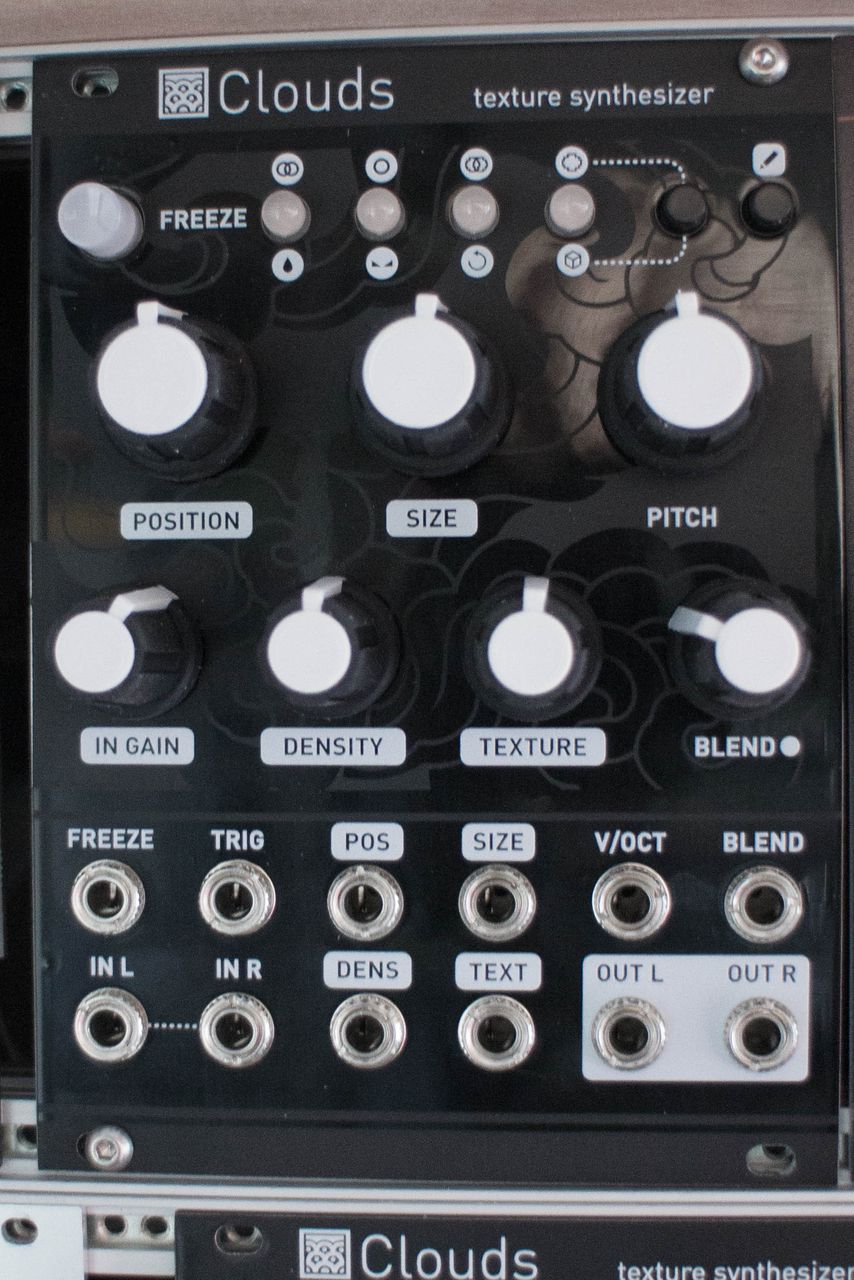 Clouds texture synthesizer
FREEZE
POSITION SIZE PITCH
IN GAIN DENSITY TEXTURE BLEND
FREEZE TRIG POS SIZE V/OCT BLEND
IN L IN R DENS TEXT OUT L OUT R
Clouds texture synthesizer